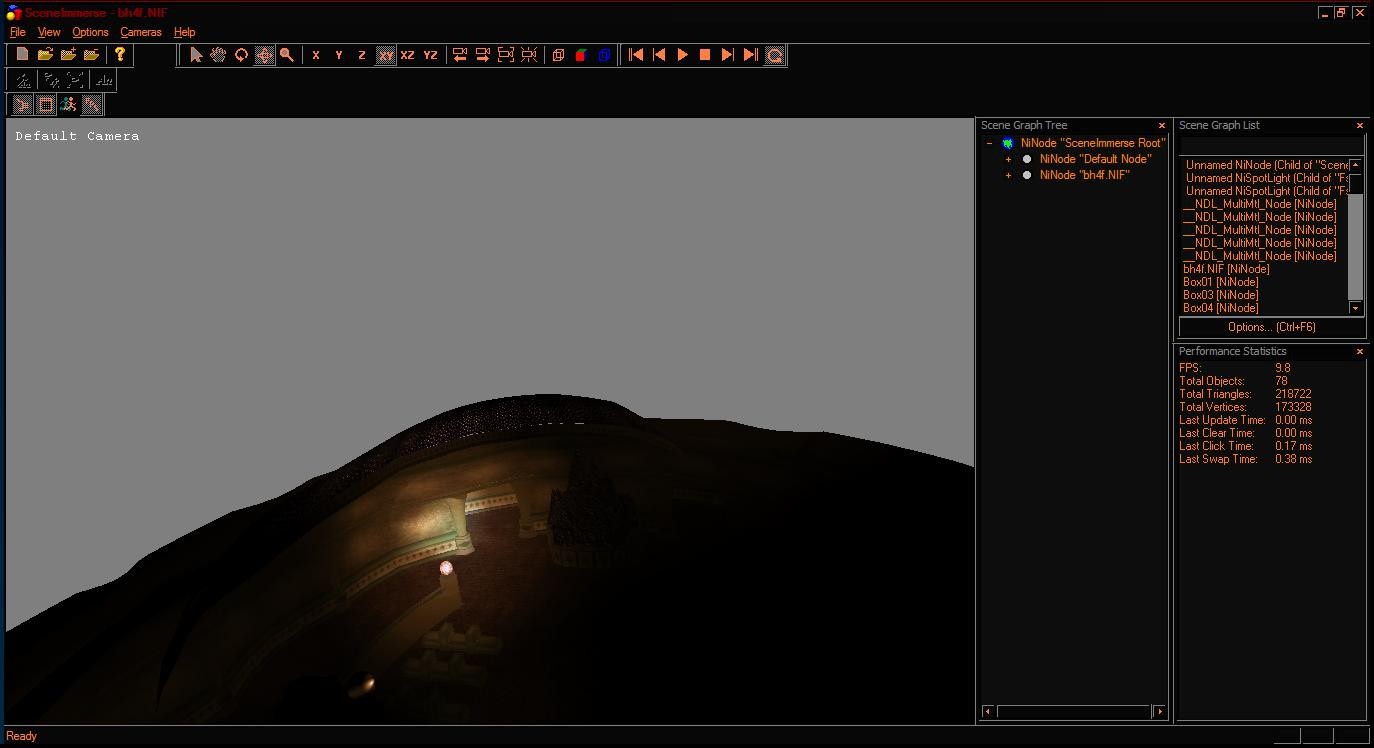 SceneImmerse - bh4f.NIF
File View Options Cameras Help
X Y Z XY XZ YZ
Default Camera
Scene Graph Tree
NiNode "SceneImmerse Root"
NiNode "Default Node"
NiNode "bh4f.NIF"
Scene Graph List
Unnamed NiNode (Child of "Scene
Unnamed NiSpotLight (Child of "Fs
Unnamed NiSpotLight (Child of "Fs
__NDL_MultiMtl_Node [NiNode]
__NDL_MultiMtl_Node [NiNode]
__NDL_MultiMtl_Node [NiNode]
__NDL_MultiMtl_Node [NiNode]
__NDL_MultiMtl_Node [NiNode]
bh4f.NIF [NiNode]
Box01 [NiNode]
Box03 [NiNode]
Box04 [NiNode]
Options... (Ctrl+F6)
Performance Statistics
FPS: 9.8
Total Objects: 78
Total Triangles: 218722
Total Vertices: 173328
Last Update Time: 0.00 ms
Last Clear Time: 0.00 ms
Last Click Time: 0.17 ms
Last Swap Time: 0.38 ms
Ready